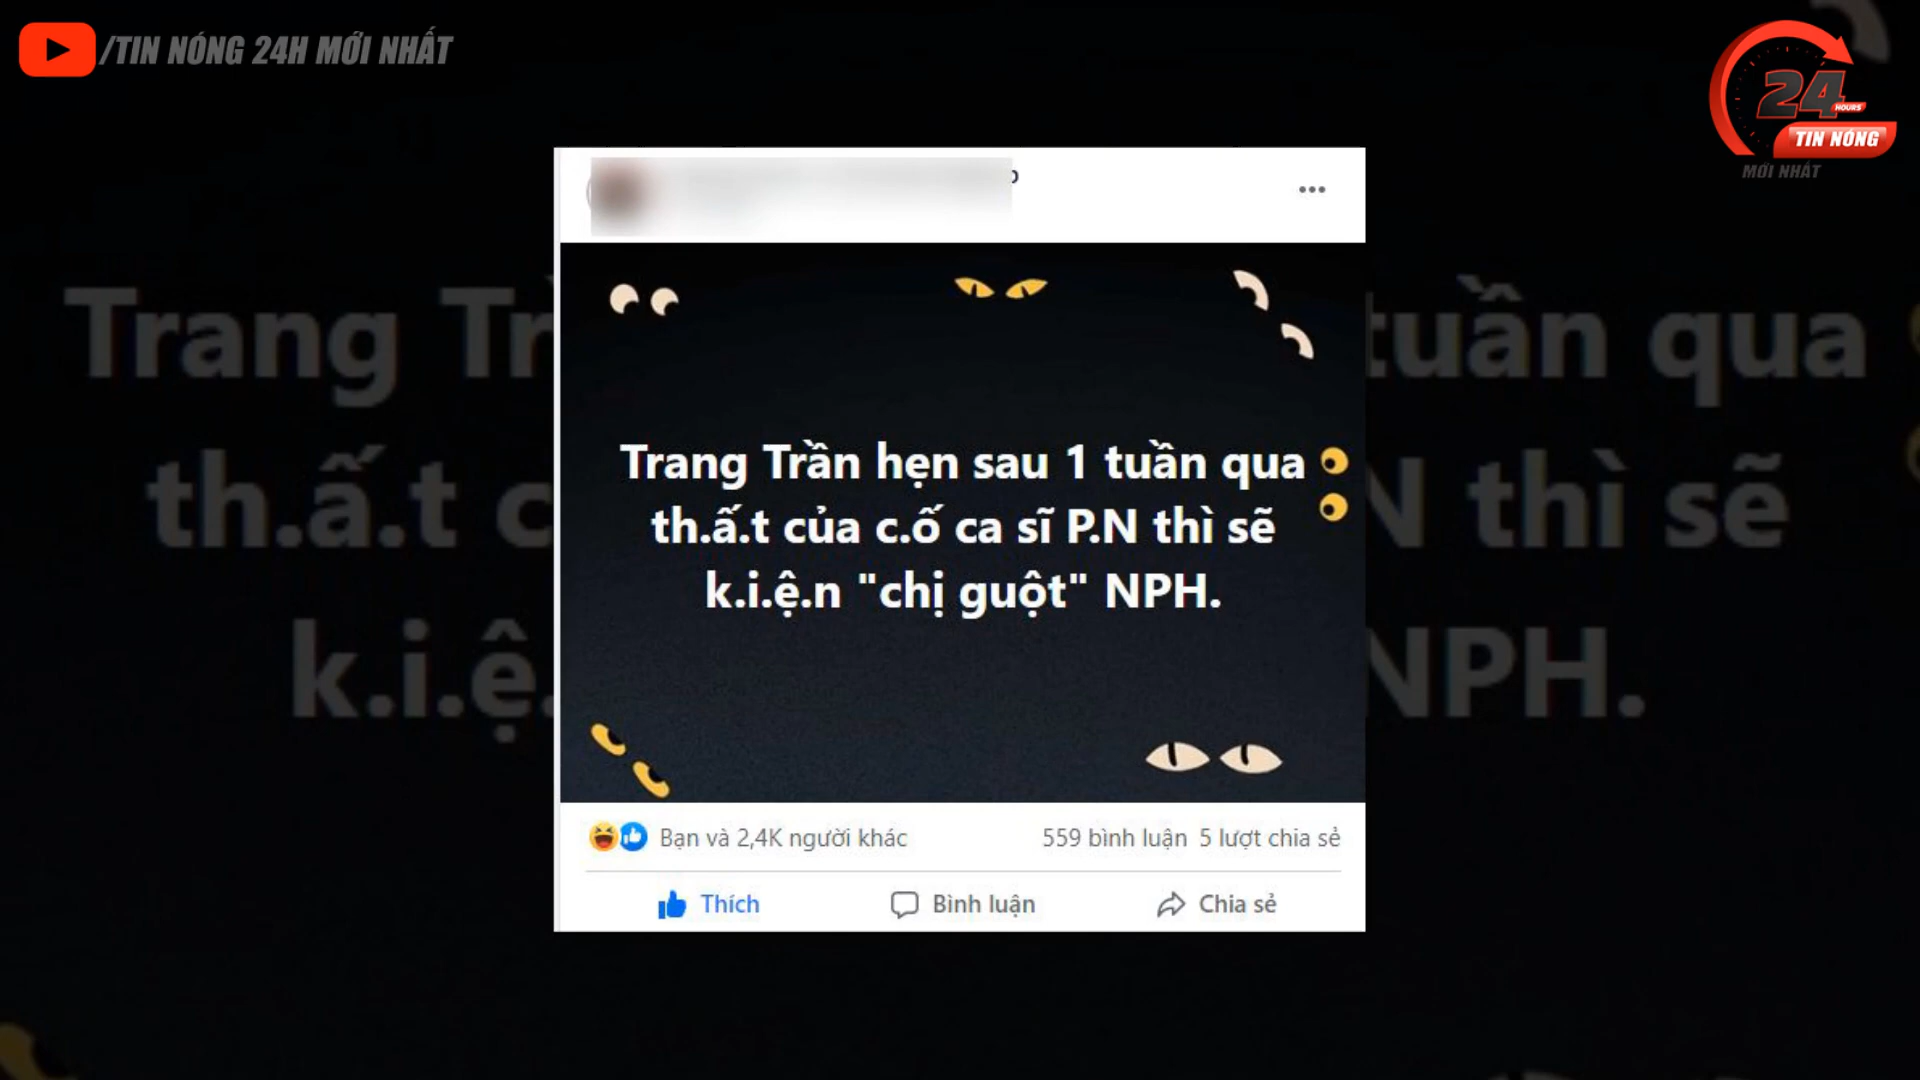 /TIN NÓNG 24H MỚI NHẤT
24
HOURS
TIN NÓNG
MỚI NHẤT
Trang Trần hẹn sau 1 tuần qua
th.ấ.t của c.ố ca sĩ P.N thì sẽ
k.i.ệ.n "chị guột" NPH.
Bạn và 2,4K người khác
559 bình luận 5 lượt chia sẻ
Thích
Bình luận
Chia sẻ